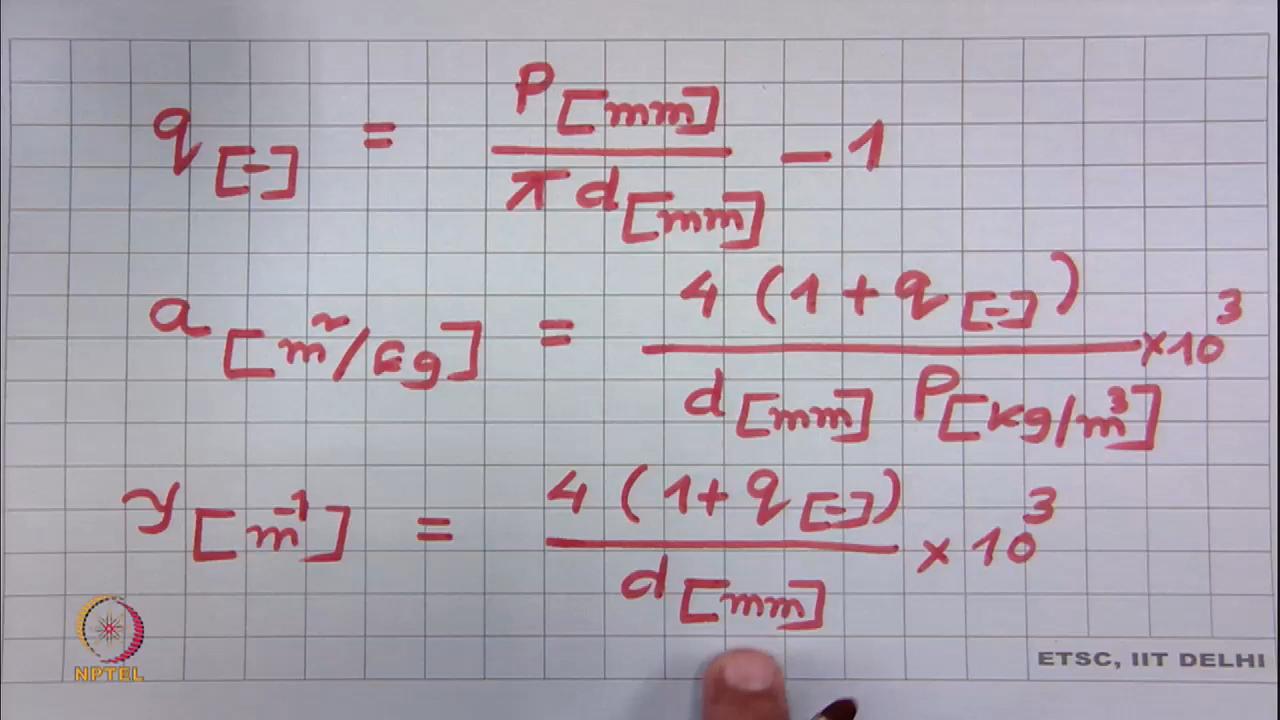 q[-] = P[mm] / π d[mm] - 1
a[m²/kg] = 4 (1+q[-]) / d[mm] P[kg/m³] ×10³
γ[m⁻¹] = 4 (1+q[-]) / d[mm] ×10³
NPTEL
ETSC, IIT DELHI